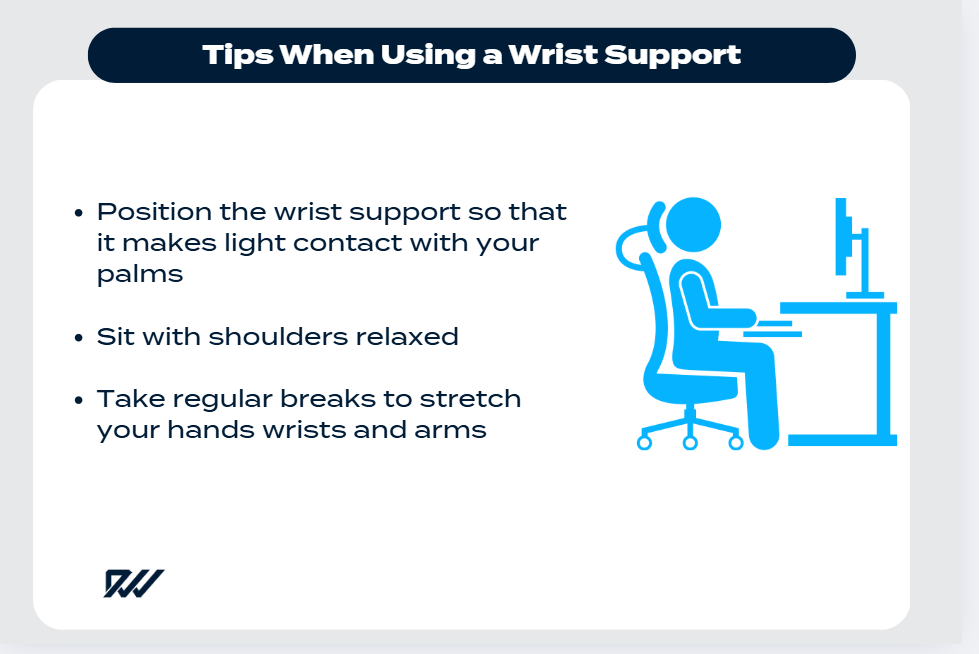 Tips When Using a Wrist Support
• Position the wrist support so that
it makes light contact with your
palms
• Sit with shoulders relaxed
• Take regular breaks to stretch
your hands wrists and arms